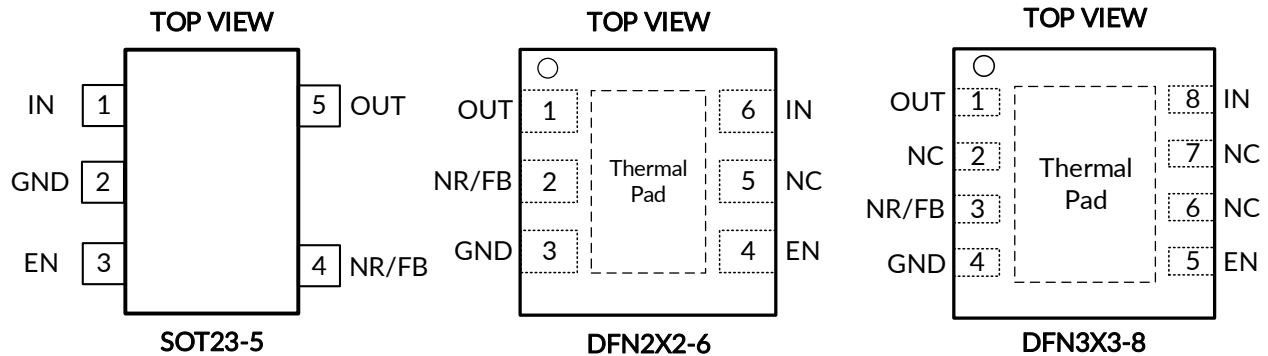 TOP VIEW
IN 1 5 OUT
GND 2
EN 3 4 NR/FB
SOT23-5
TOP VIEW
OUT 1 6 IN
NR/FB 2 Thermal Pad 5 NC
GND 3 4 EN
DFN2X2-6
TOP VIEW
OUT 1 8 IN
NC 2 7 NC
Thermal
Pad
NR/FB 3 6 NC
GND 4 5 EN
DFN3X3-8